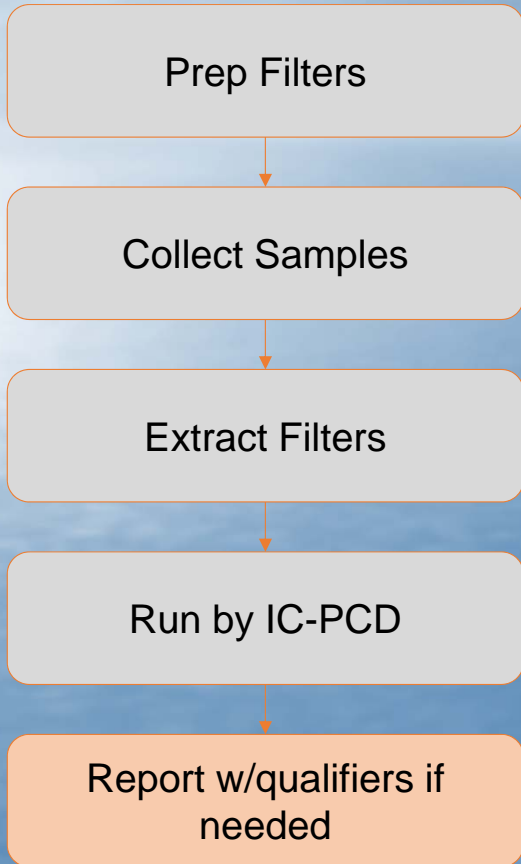 Prep Filters
Collect Samples
Extract Filters
Run by IC-PCD
Report w/qualifiers if
needed